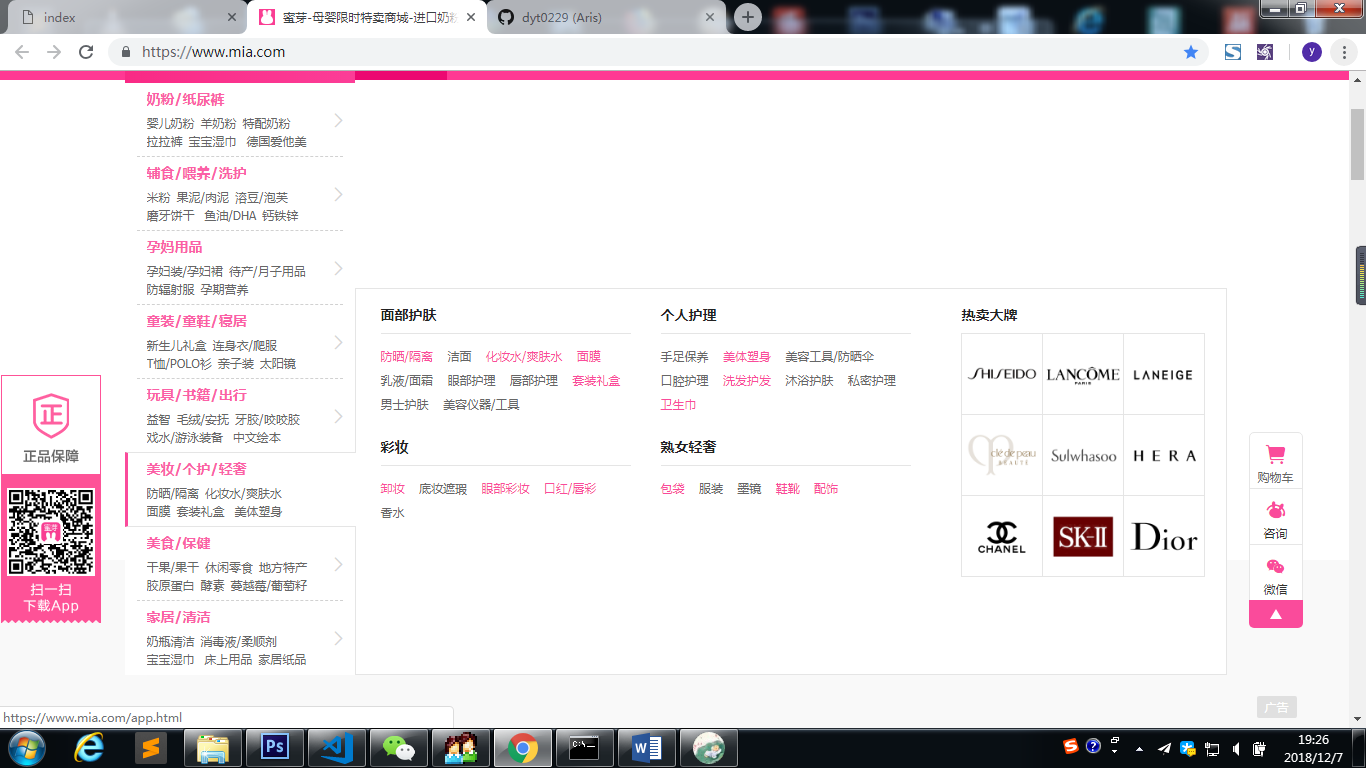 index
蜜芽-母婴限时特卖商城-进口奶粉
dyt0229 (Aris)
https://www.mia.com
y
奶粉/纸尿裤
婴儿奶粉 羊奶粉 特配奶粉
拉拉裤 宝宝湿巾 德国爱他美
辅食/喂养/洗护
米粉 果泥/肉泥 溶豆/泡芙
磨牙饼干 鱼油/DHA 钙铁锌
孕妈用品
孕妇装/孕妇裙 待产/月子用品
防辐射服 孕期营养
童装/童鞋/寝居
新生儿礼盒 连身衣/爬服
T恤/POLO衫 亲子装 太阳镜
玩具/书籍/出行
益智 毛绒/安抚 牙胶/咬咬胶
戏水/游泳装备 中文绘本
美妆/个护/轻奢
防晒/隔离 化妆水/爽肤水
面膜 套装礼盒 美体塑身
美食/保健
干果/果干 休闲零食 地方特产
胶原蛋白 酵素 蔓越莓/葡萄籽
家居/清洁
奶瓶清洁 消毒液/柔顺剂
宝宝湿巾 床上用品 家居纸品
面部护肤
防晒/隔离 洁面 化妆水/爽肤水 面膜
乳液/面霜 眼部护理 唇部护理 套装礼盒
男士护肤 美容仪器/工具
彩妆
卸妆 底妆遮瑕 眼部彩妆 口红/唇彩
香水
个人护理
手足保养 美体塑身 美容工具/防晒伞
口腔护理 洗发护发 沐浴护肤 私密护理
卫生巾
熟女轻奢
包袋 服装 墨镜 鞋靴 配饰
热卖大牌
SHISEIDO LANCÔME PARIS LANEIGE
clé de peau BEAUTÉ Sulwhasoo HERA
CHANEL SK-II Dior
正
正品保障
蜜芽
扫一扫
下载App
购物车
咨询
微信
广告
https://www.mia.com/app.html
Ps
C:\_
19:26
2018/12/7